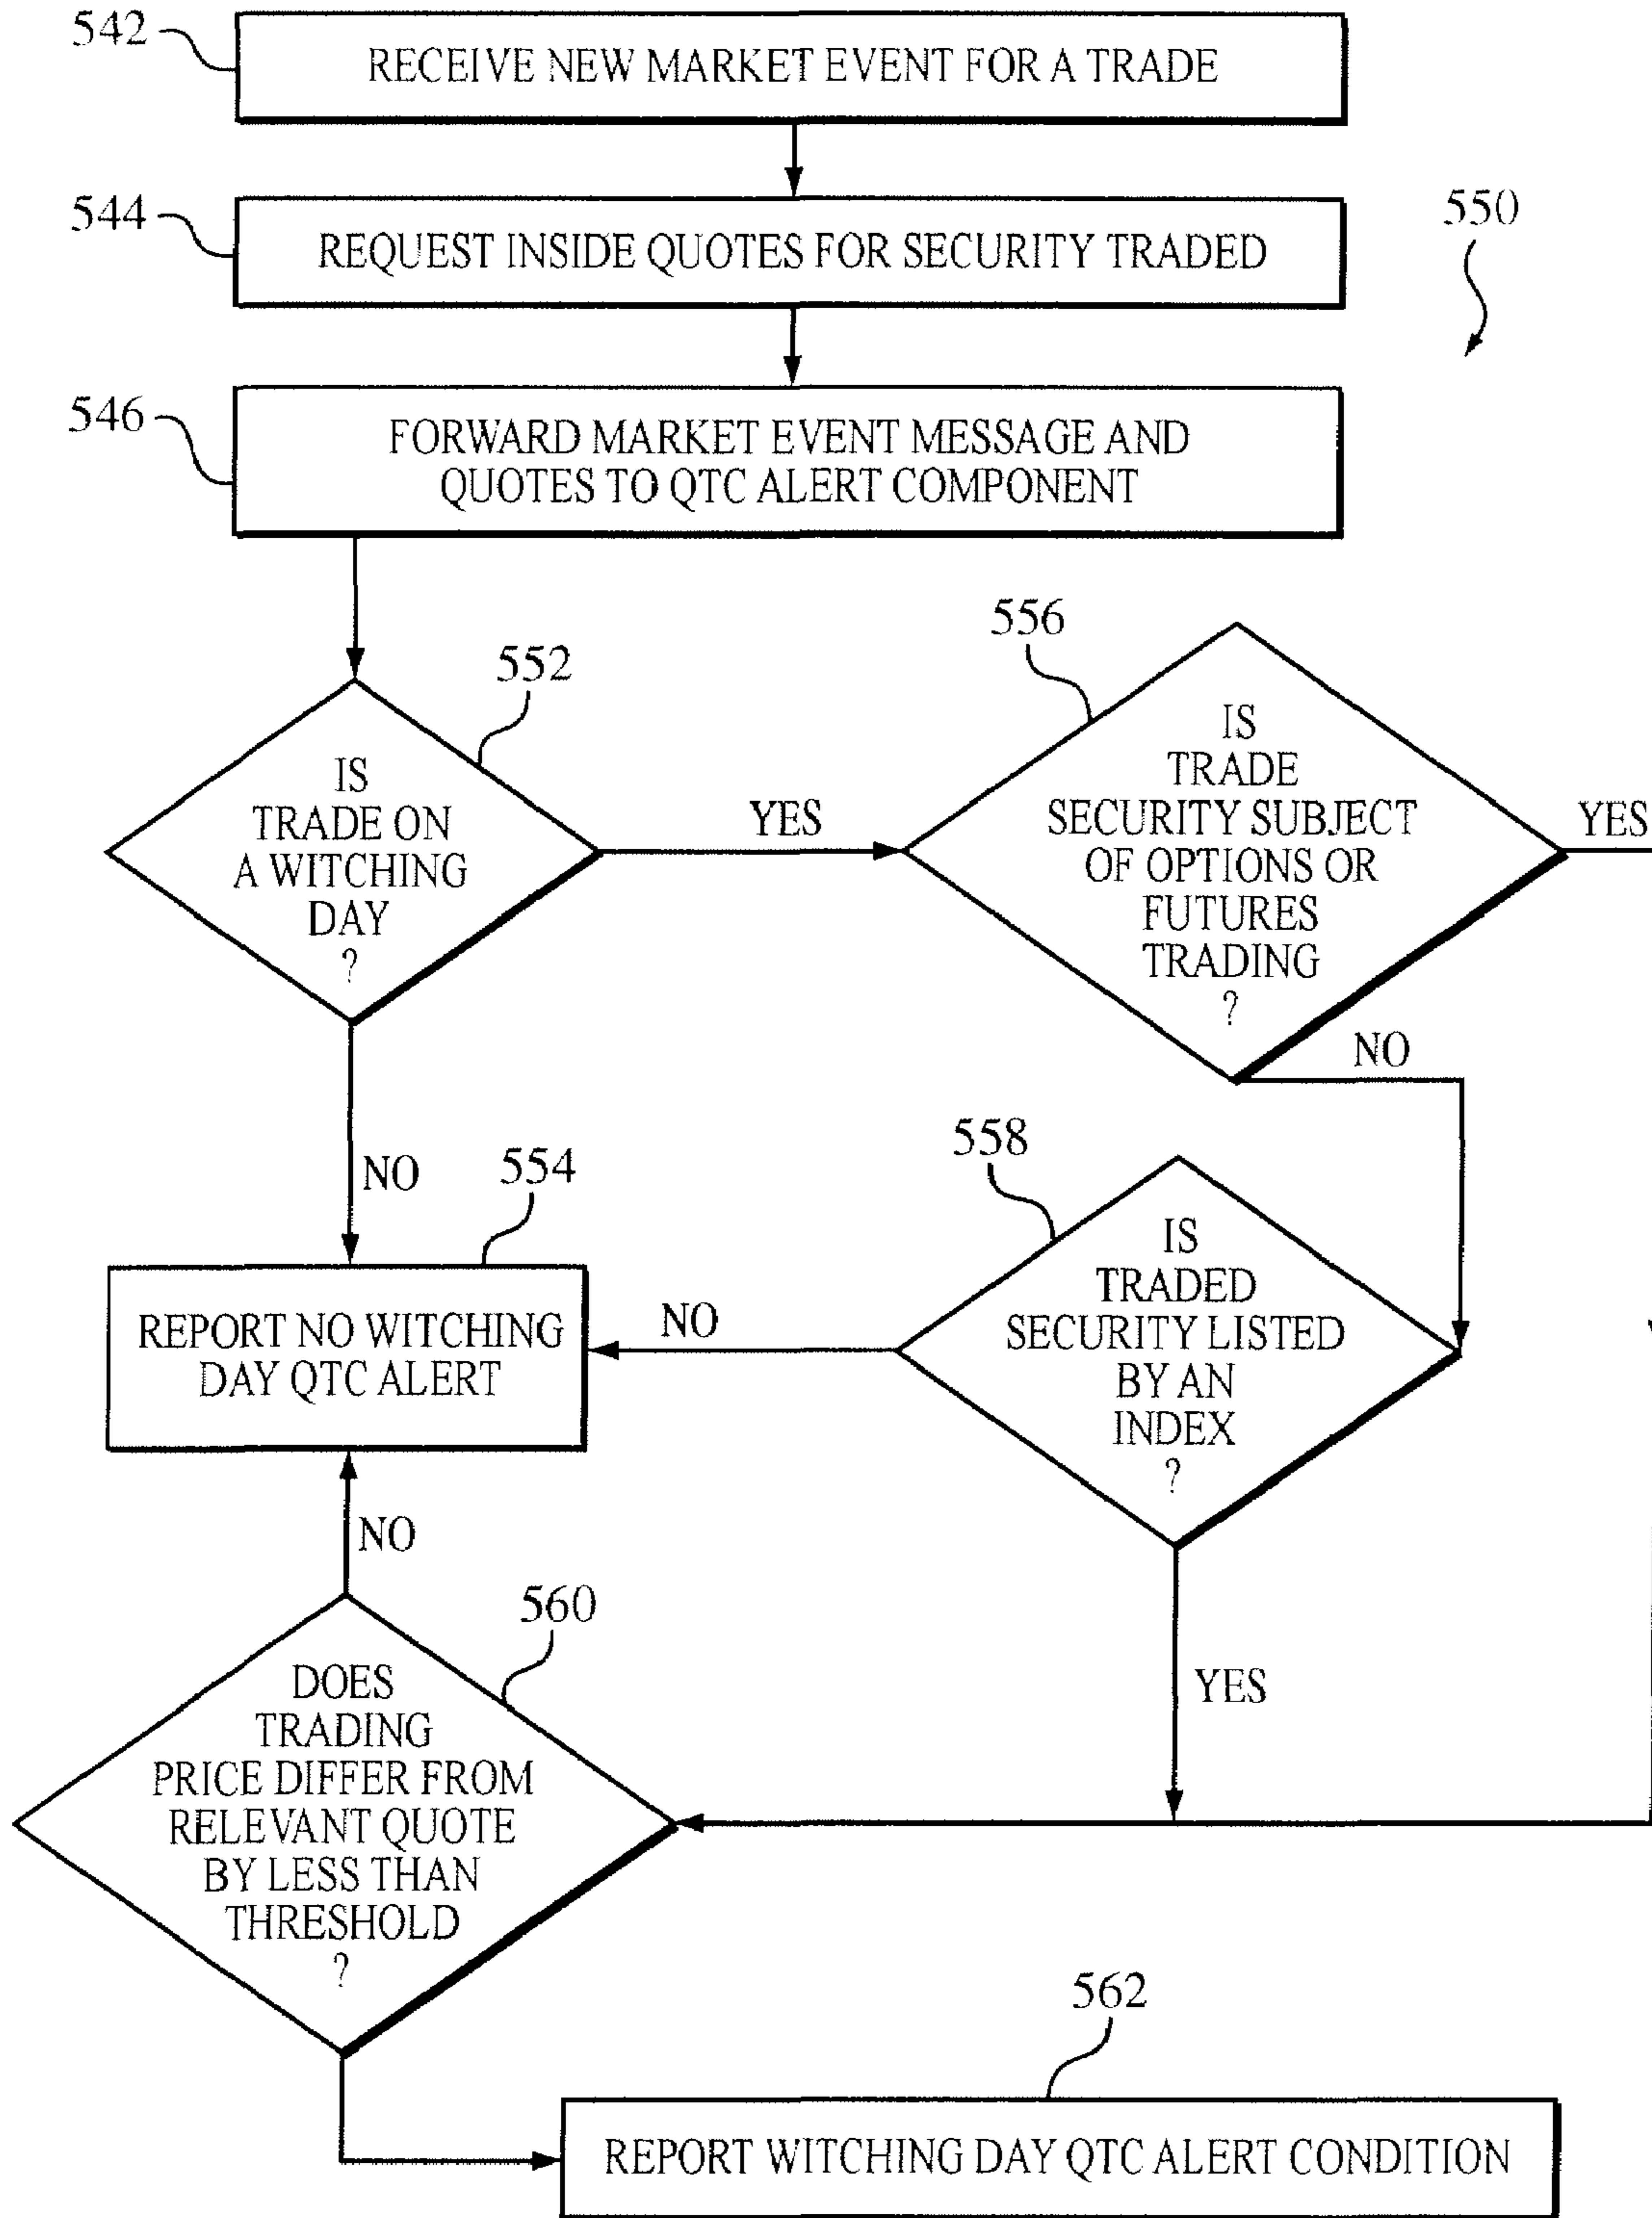 542
RECEIVE NEW MARKET EVENT FOR A TRADE
544
REQUEST INSIDE QUOTES FOR SECURITY TRADED
550
546
FORWARD MARKET EVENT MESSAGE AND
QUOTES TO QTC ALERT COMPONENT
552
IS
TRADE ON
A WITCHING
DAY
?
YES
NO
556
IS
TRADE
SECURITY SUBJECT
OF OPTIONS OR
FUTURES
TRADING
?
YES
NO
554
REPORT NO WITCHING
DAY QTC ALERT
558
IS
TRADED
SECURITY LISTED
BY AN
INDEX
?
NO
YES
560
DOES
TRADING
PRICE DIFFER FROM
RELEVANT QUOTE
BY LESS THAN
THRESHOLD
?
NO
562
REPORT WITCHING DAY QTC ALERT CONDITION